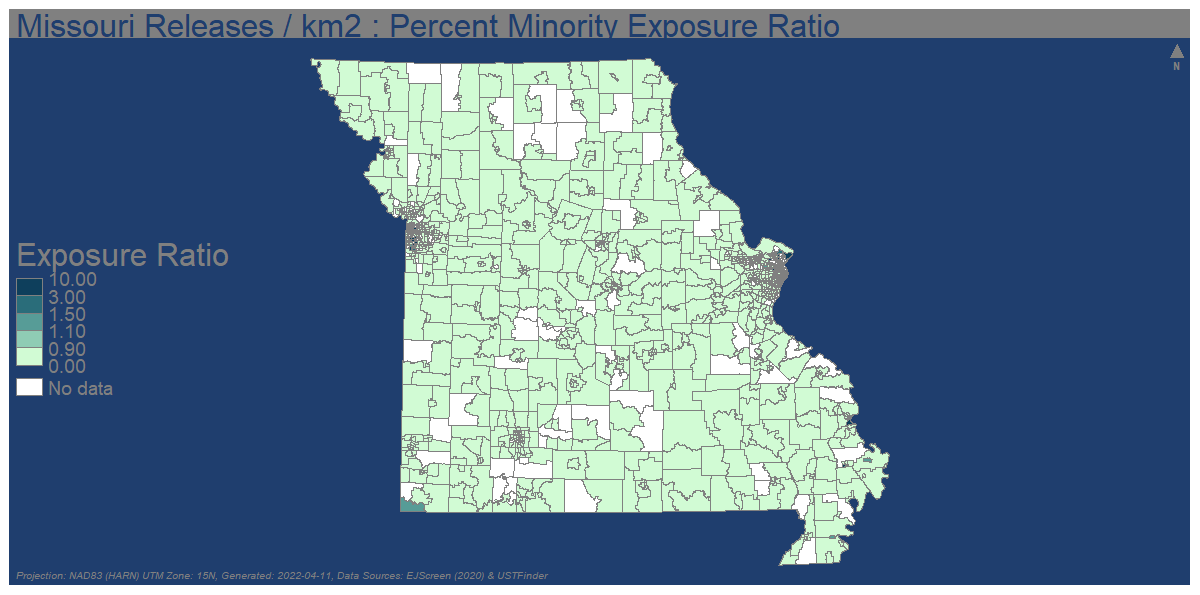 Missouri Releases / km2 : Percent Minority Exposure Ratio
N
Exposure Ratio
10.00
3.00
1.50
1.10
0.90
0.00
No data
Projection: NAD83 (HARN) UTM Zone: 15N, Generated: 2022-04-11, Data Sources: EJScreen (2020) & USTFinder